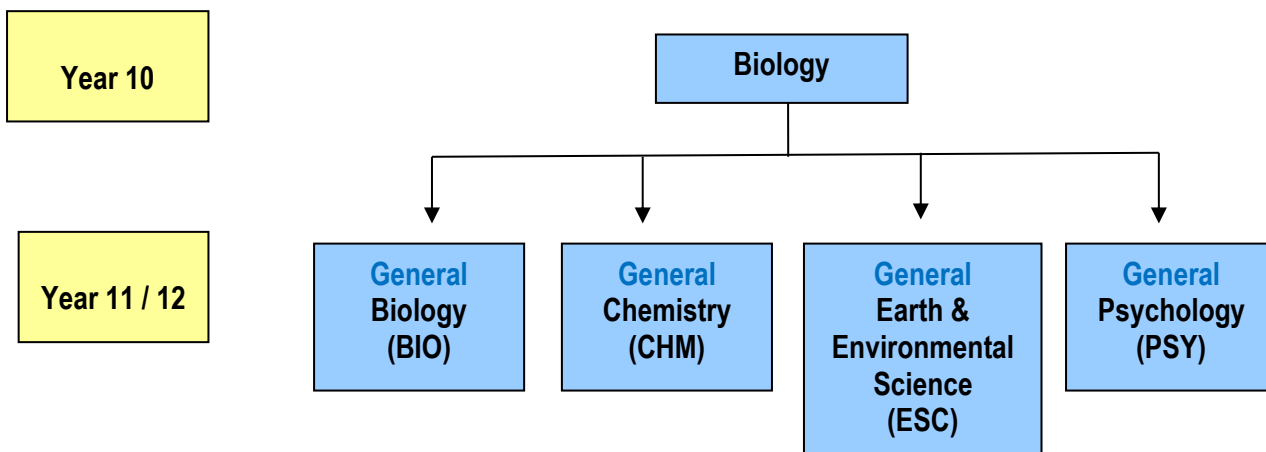 Year 10
Biology
Year 11 / 12
General
Biology
(BIO)
General
Chemistry
(CHM)
General
Earth &
Environmental
Science
(ESC)
General
Psychology
(PSY)